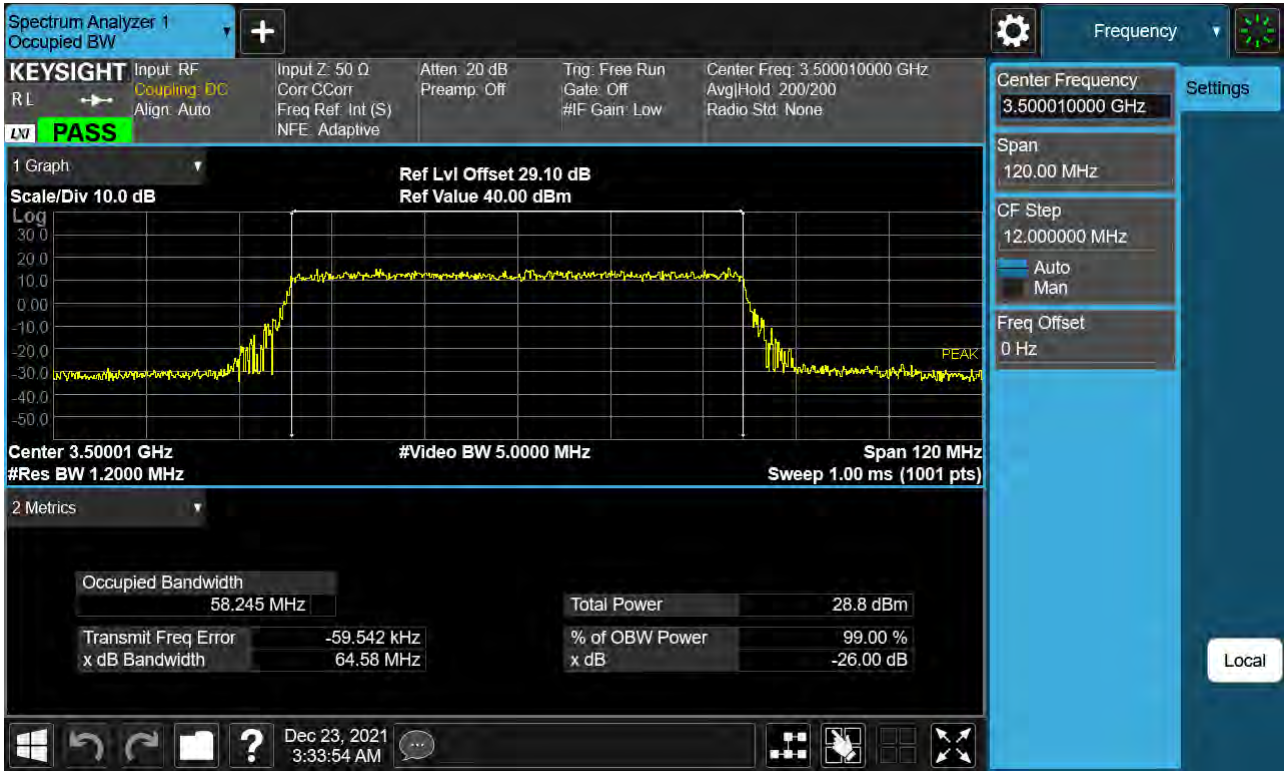 Spectrum Analyzer 1
Occupied BW
+
Frequency
KEYSIGHT
R L
LXI
PASS
Input: RF
Coupling: DC
Align: Auto
Input Z: 50 Ω
Corr CCorr
Freq Ref: Int (S)
NFE: Adaptive
Atten: 20 dB
Preamp: Off
Trig: Free Run
Gate: Off
#IF Gain: Low
Center Freq: 3.500010000 GHz
Avg|Hold: 200/200
Radio Std: None
Center Frequency
3.500010000 GHz
Settings
Span
120.00 MHz
CF Step
12.000000 MHz
Auto
Man
Freq Offset
0 Hz
Local
1 Graph
Scale/Div 10.0 dB
Ref Lvl Offset 29.10 dB
Ref Value 40.00 dBm
Log
30.0
20.0
10.0
0.00
-10.0
-20.0
-30.0
-40.0
-50.0
PEAK
Center 3.50001 GHz
#Video BW 5.0000 MHz
Span 120 MHz
#Res BW 1.2000 MHz
Sweep 1.00 ms (1001 pts)
2 Metrics
Occupied Bandwidth
58.245 MHz
Total Power 28.8 dBm
Transmit Freq Error -59.542 kHz
% of OBW Power 99.00 %
x dB Bandwidth 64.58 MHz
x dB -26.00 dB
?
Dec 23, 2021
3:33:54 AM